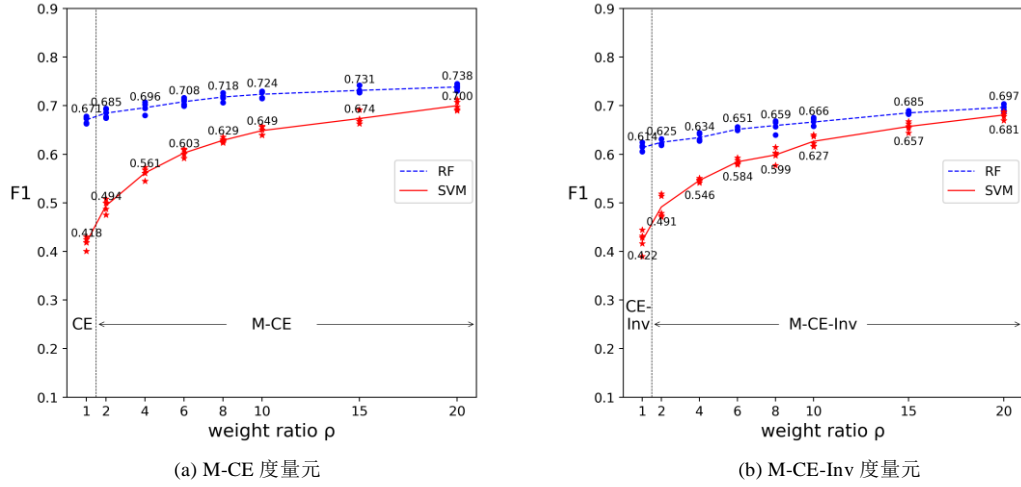 0.9
0.8
0.7
0.6
0.5
0.4
0.3
0.2
0.1
F1
0.671
0.685
0.696
0.708
0.718
0.724
0.731
0.738
0.418
0.494
0.561
0.603
0.629
0.649
0.674
0.700
RF
SVM
CE
M-CE
1 2 4 6 8 10 15 20
weight ratio ρ
(a) M-CE 度量元
0.9
0.8
0.7
0.6
0.5
0.4
0.3
0.2
0.1
F1
0.614
0.625
0.634
0.651
0.659
0.666
0.685
0.697
0.422
0.491
0.546
0.584
0.599
0.627
0.657
0.681
RF
SVM
CE-
Inv
M-CE-Inv
1 2 4 6 8 10 15 20
weight ratio ρ
(b) M-CE-Inv 度量元